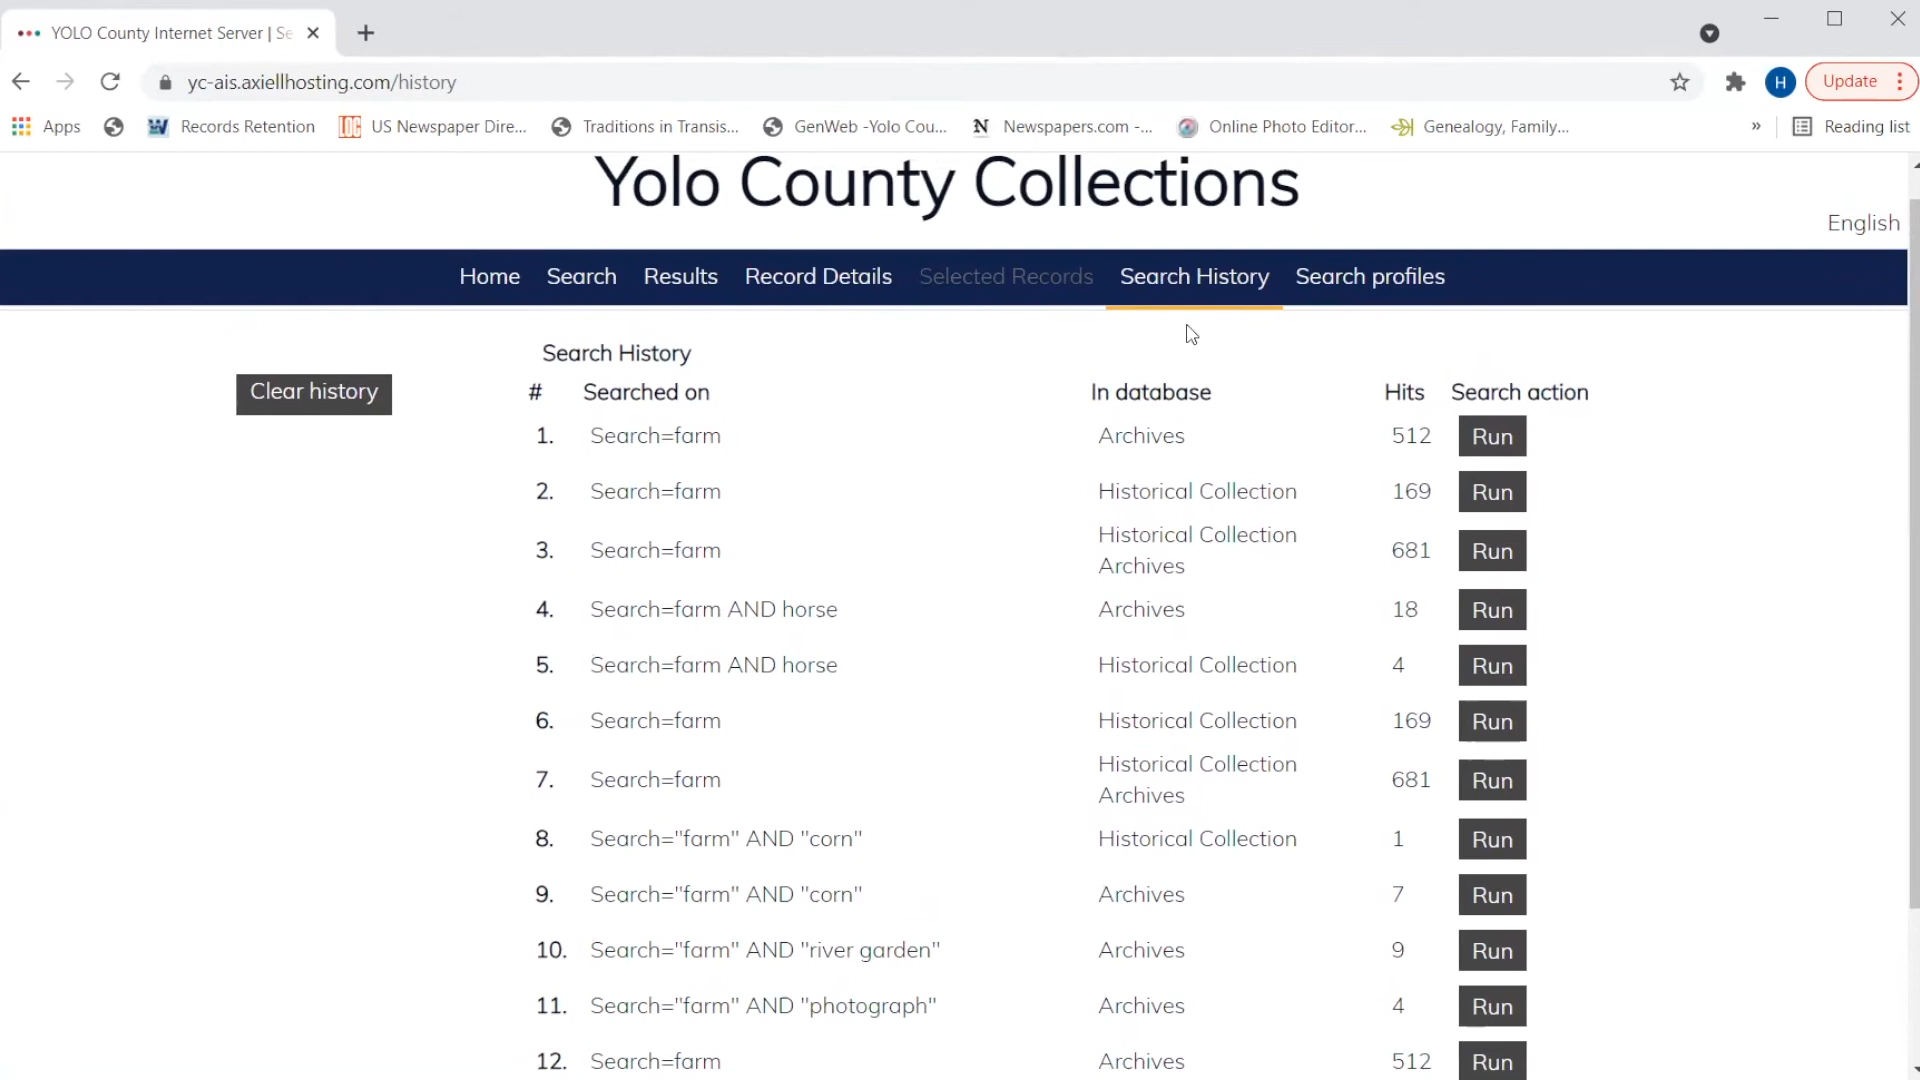 YOLO County Internet Server | Se
yc-ais.axiellhosting.com/history
H
Update
Apps
Records Retention
US Newspaper Dire...
Traditions in Transis...
GenWeb -Yolo Cou...
N
Newspapers.com -...
Online Photo Editor...
Genealogy, Family,...
»
Reading list
Yolo County Collections
English
Home Search Results Record Details Selected Records Search History Search profiles
Search History
Clear history
# Searched on In database Hits Search action
1. Search=farm Archives 512 Run
2. Search=farm Historical Collection 169 Run
3. Search=farm Historical Collection 681 Run
Archives
4. Search=farm AND horse Archives 18 Run
5. Search=farm AND horse Historical Collection 4 Run
6. Search=farm Historical Collection 169 Run
7. Search=farm Historical Collection 681 Run
Archives
8. Search="farm" AND "corn" Historical Collection 1 Run
9. Search="farm" AND "corn" Archives 7 Run
10. Search="farm" AND "river garden" Archives 9 Run
11. Search="farm" AND "photograph" Archives 4 Run
12. Search=farm Archives 512 Run